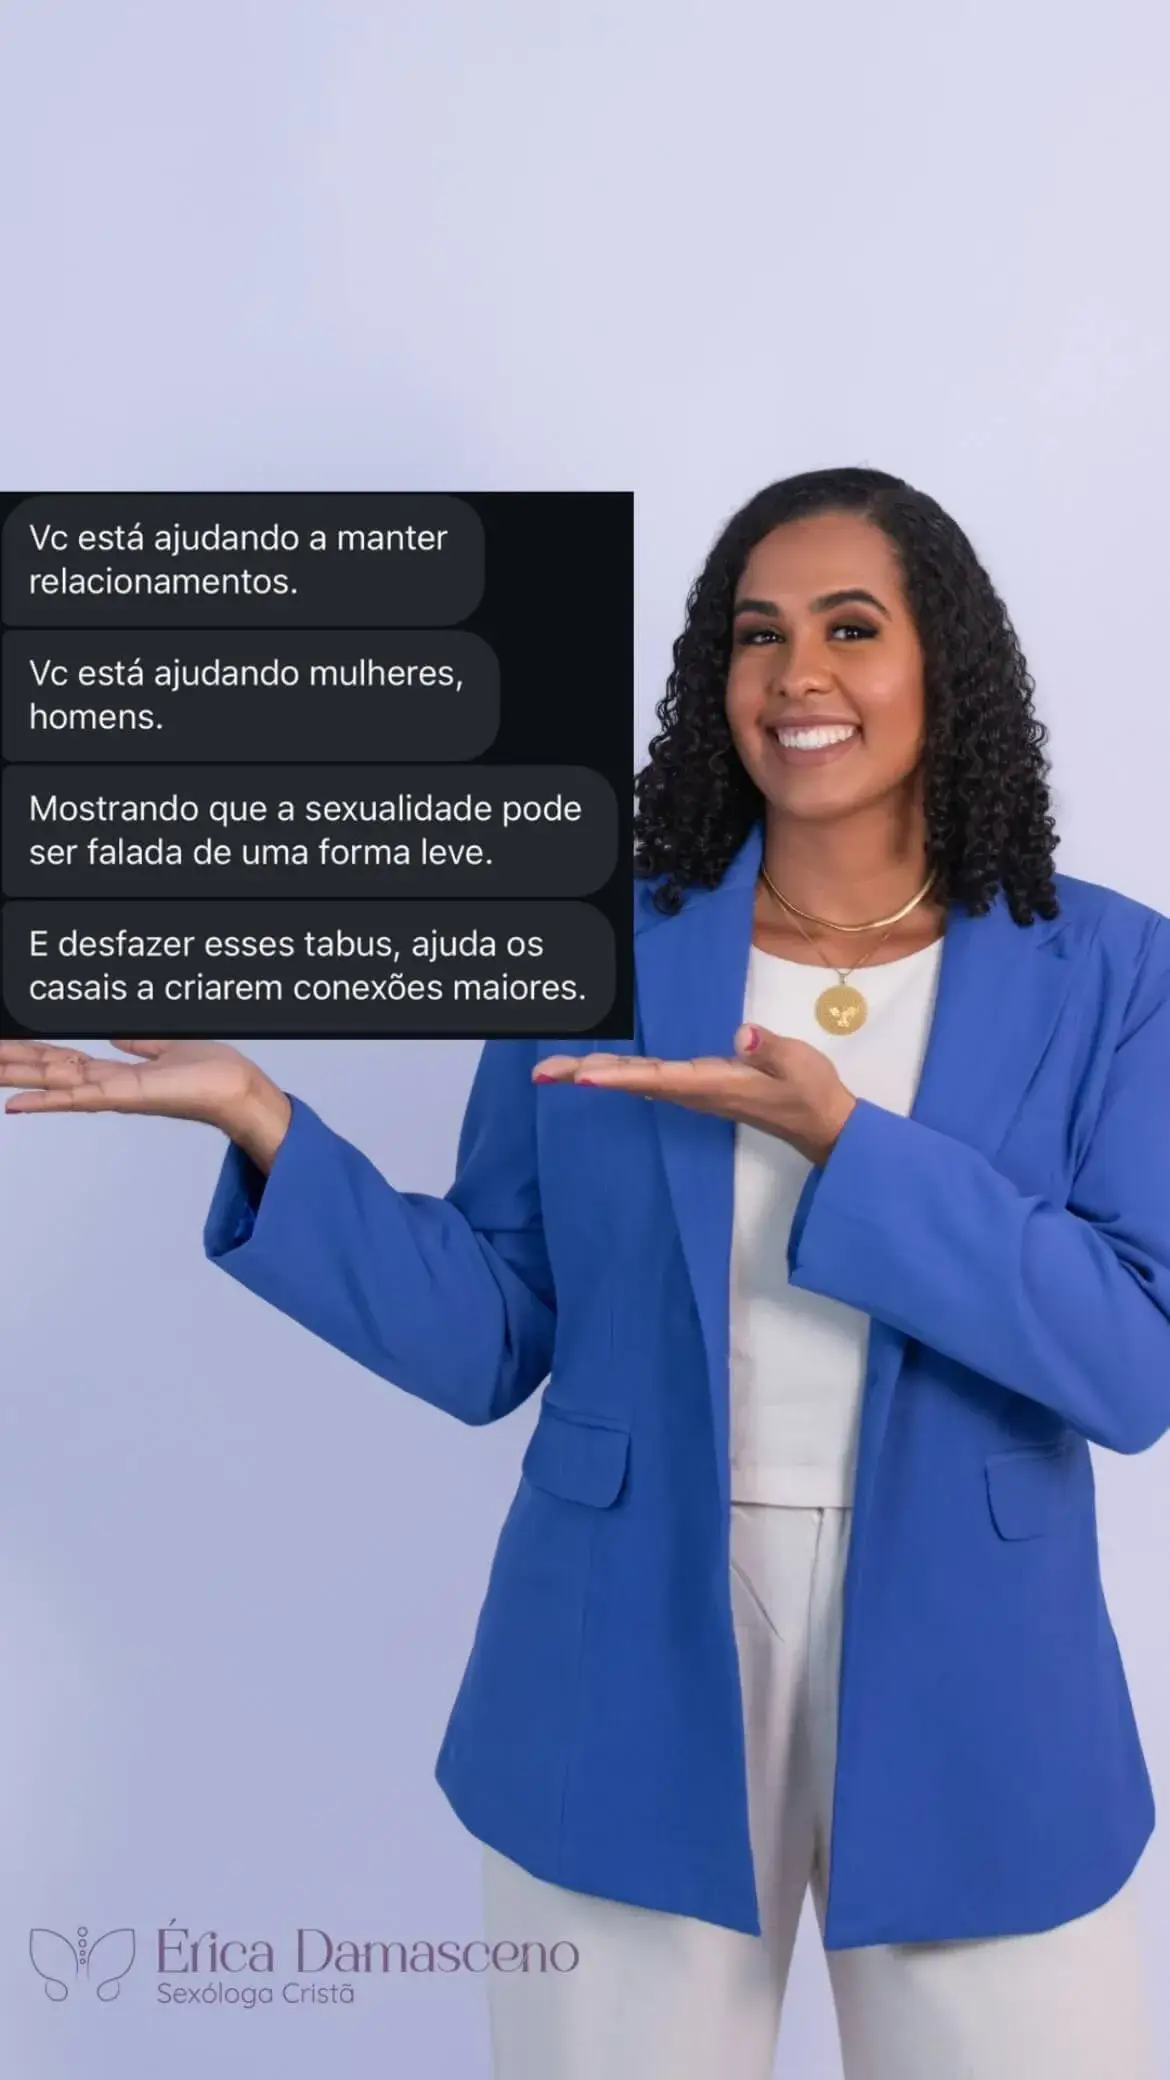 Vc está ajudando a manter
relacionamentos.
Vc está ajudando mulheres,
homens.
Mostrando que a sexualidade pode
ser falada de uma forma leve.
E desfazer esses tabus, ajuda os
casais a criarem conexões maiores.
Érica Damasceno
Sexóloga Cristã